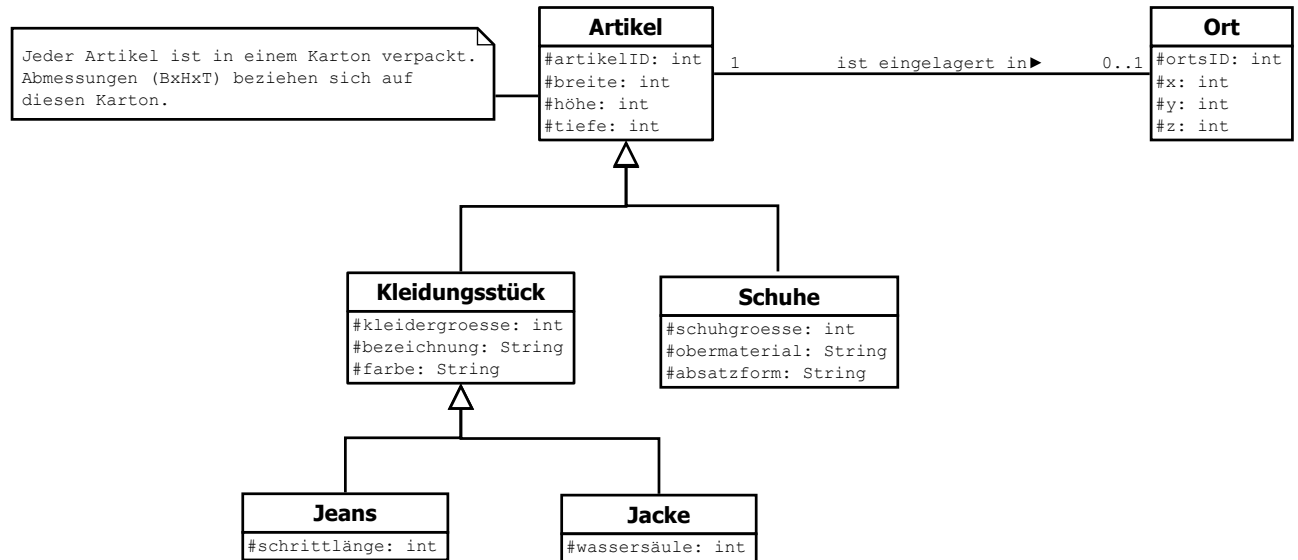 Jeder Artikel ist in einem Karton verpackt.
Abmessungen (BxHxT) beziehen sich auf
diesen Karton.
Artikel
#artikelID: int
#breite: int
#höhe: int
#tiefe: int
1 ist eingelagert in▶ 0..1
Ort
#ortsID: int
#x: int
#y: int
#z: int
Kleidungsstück
#kleidergroesse: int
#bezeichnung: String
#farbe: String
Schuhe
#schuhgroesse: int
#obermaterial: String
#absatzform: String
Jeans
#schrittlänge: int
Jacke
#wassersäule: int